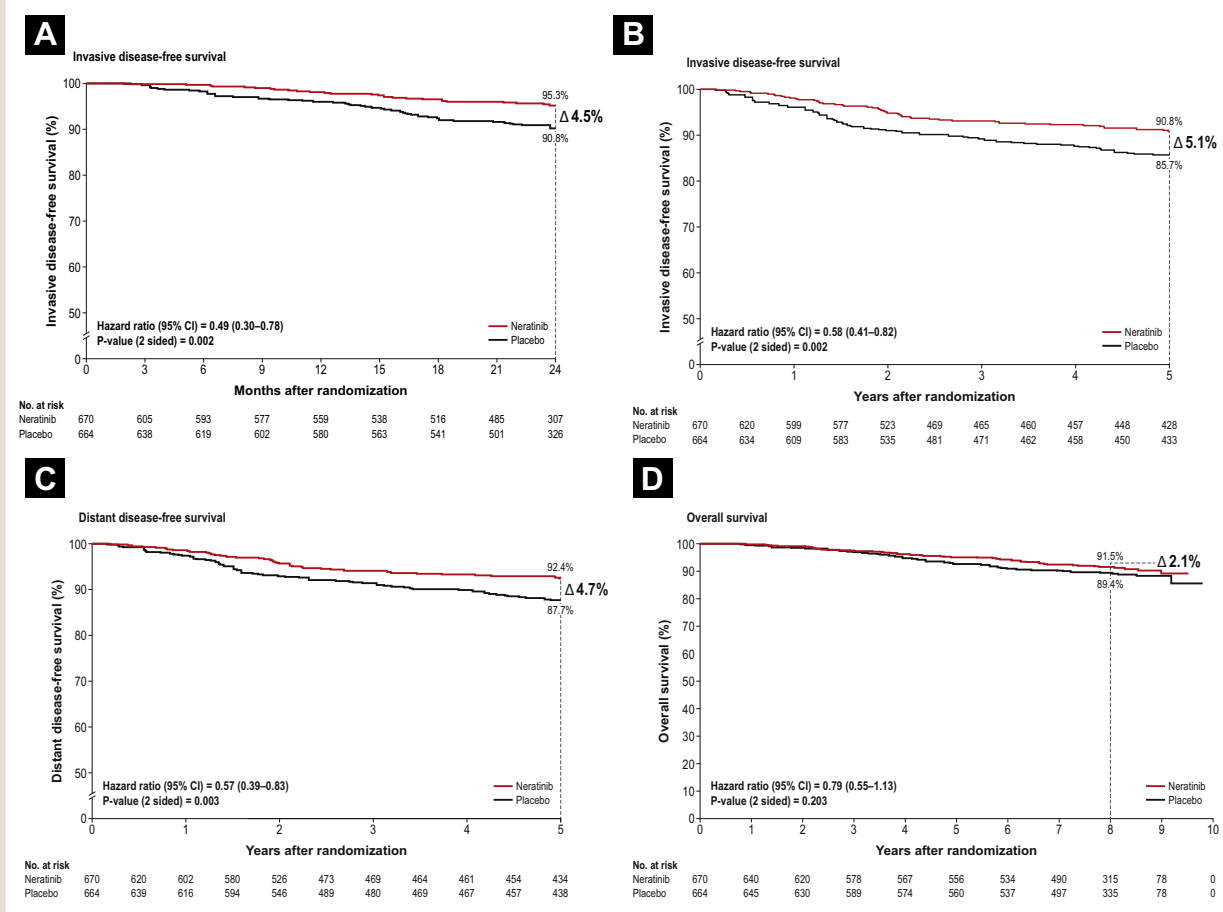 A
Invasive disease-free survival
Invasive disease-free survival (%)
100
90
80
70
60
50
0
95.3%
Δ 4.5%
90.8%
Hazard ratio (95% CI) = 0.49 (0.30–0.78)
P-value (2 sided) = 0.002
Neratinib
Placebo
0 3 6 9 12 15 18 21 24
Months after randomization
No. at risk
Neratinib 670 605 593 577 559 538 516 485 307
Placebo 664 638 619 602 580 563 541 501 326
B
Invasive disease-free survival
Invasive disease-free survival (%)
100
90
80
70
60
50
0
90.8%
Δ 5.1%
85.7%
Hazard ratio (95% CI) = 0.58 (0.41–0.82)
P-value (2 sided) = 0.002
Neratinib
Placebo
0 1 2 3 4 5
Years after randomization
No. at risk
Neratinib 670 620 599 577 523 469 465 460 457 448 428
Placebo 664 634 609 583 535 481 471 462 458 450 433
C
Distant disease-free survival
Distant disease-free survival (%)
100
90
80
70
60
50
0
92.4%
Δ 4.7%
87.7%
Hazard ratio (95% CI) = 0.57 (0.39–0.83)
P-value (2 sided) = 0.003
Neratinib
Placebo
0 1 2 3 4 5
Years after randomization
No. at risk
Neratinib 670 620 602 580 526 473 469 464 461 454 434
Placebo 664 639 616 594 546 489 480 469 467 457 438
D
Overall survival
Overall survival (%)
100
90
80
70
60
50
40
30
20
10
0
91.5%
Δ 2.1%
89.4%
Hazard ratio (95% CI) = 0.79 (0.55–1.13)
P-value (2 sided) = 0.203
Neratinib
Placebo
0 1 2 3 4 5 6 7 8 9 10
Years after randomization
No. at risk
Neratinib 670 640 620 578 567 556 534 490 315 78 0
Placebo 664 645 630 589 574 560 537 497 335 78 0